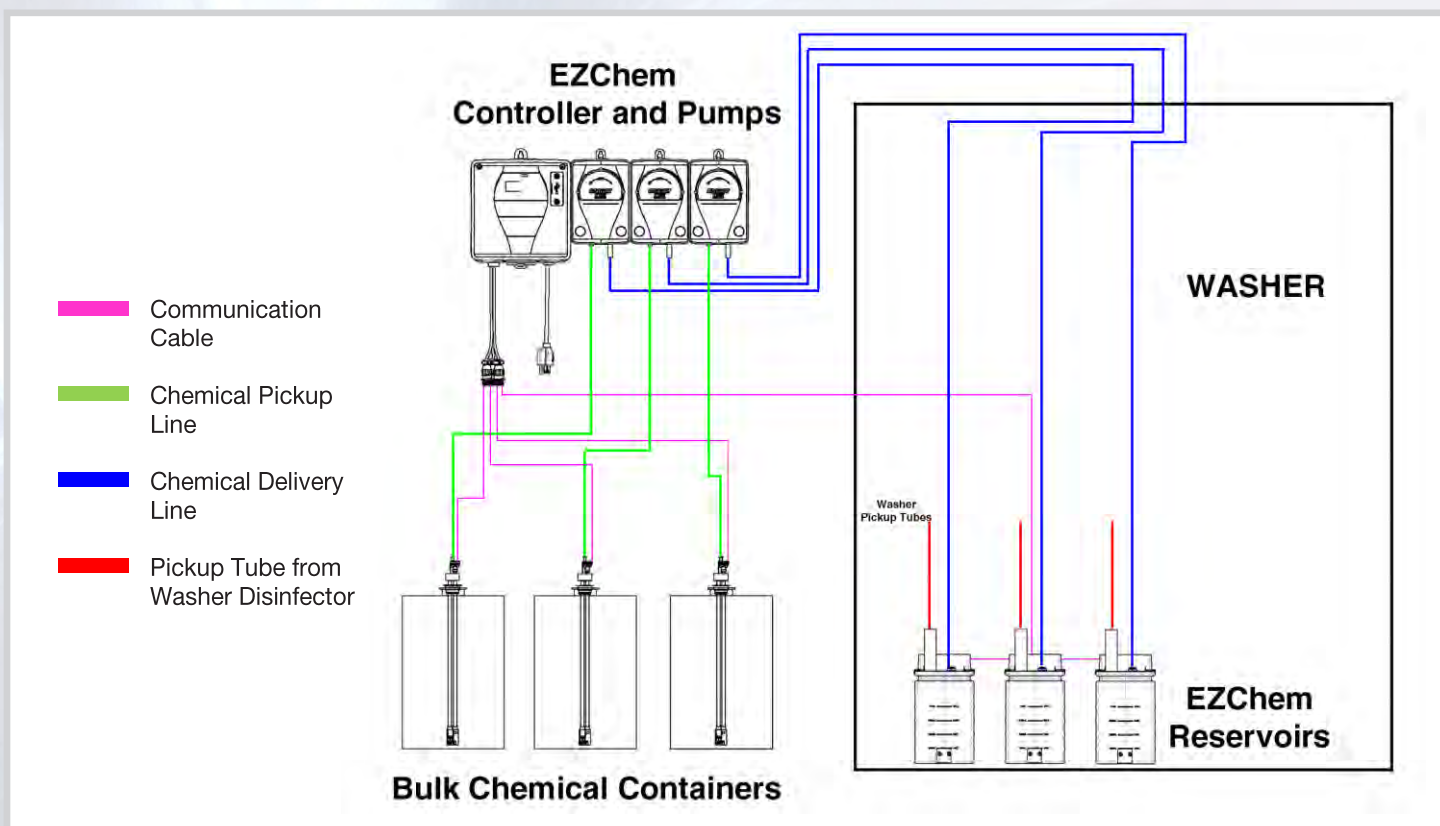 EZChem
Controller and Pumps
WASHER
Communication
Cable
Chemical Pickup
Line
Chemical Delivery
Line
Pickup Tube from
Washer Disinfector
Washer
Pickup Tubes
EZChem
Reservoirs
Bulk Chemical Containers